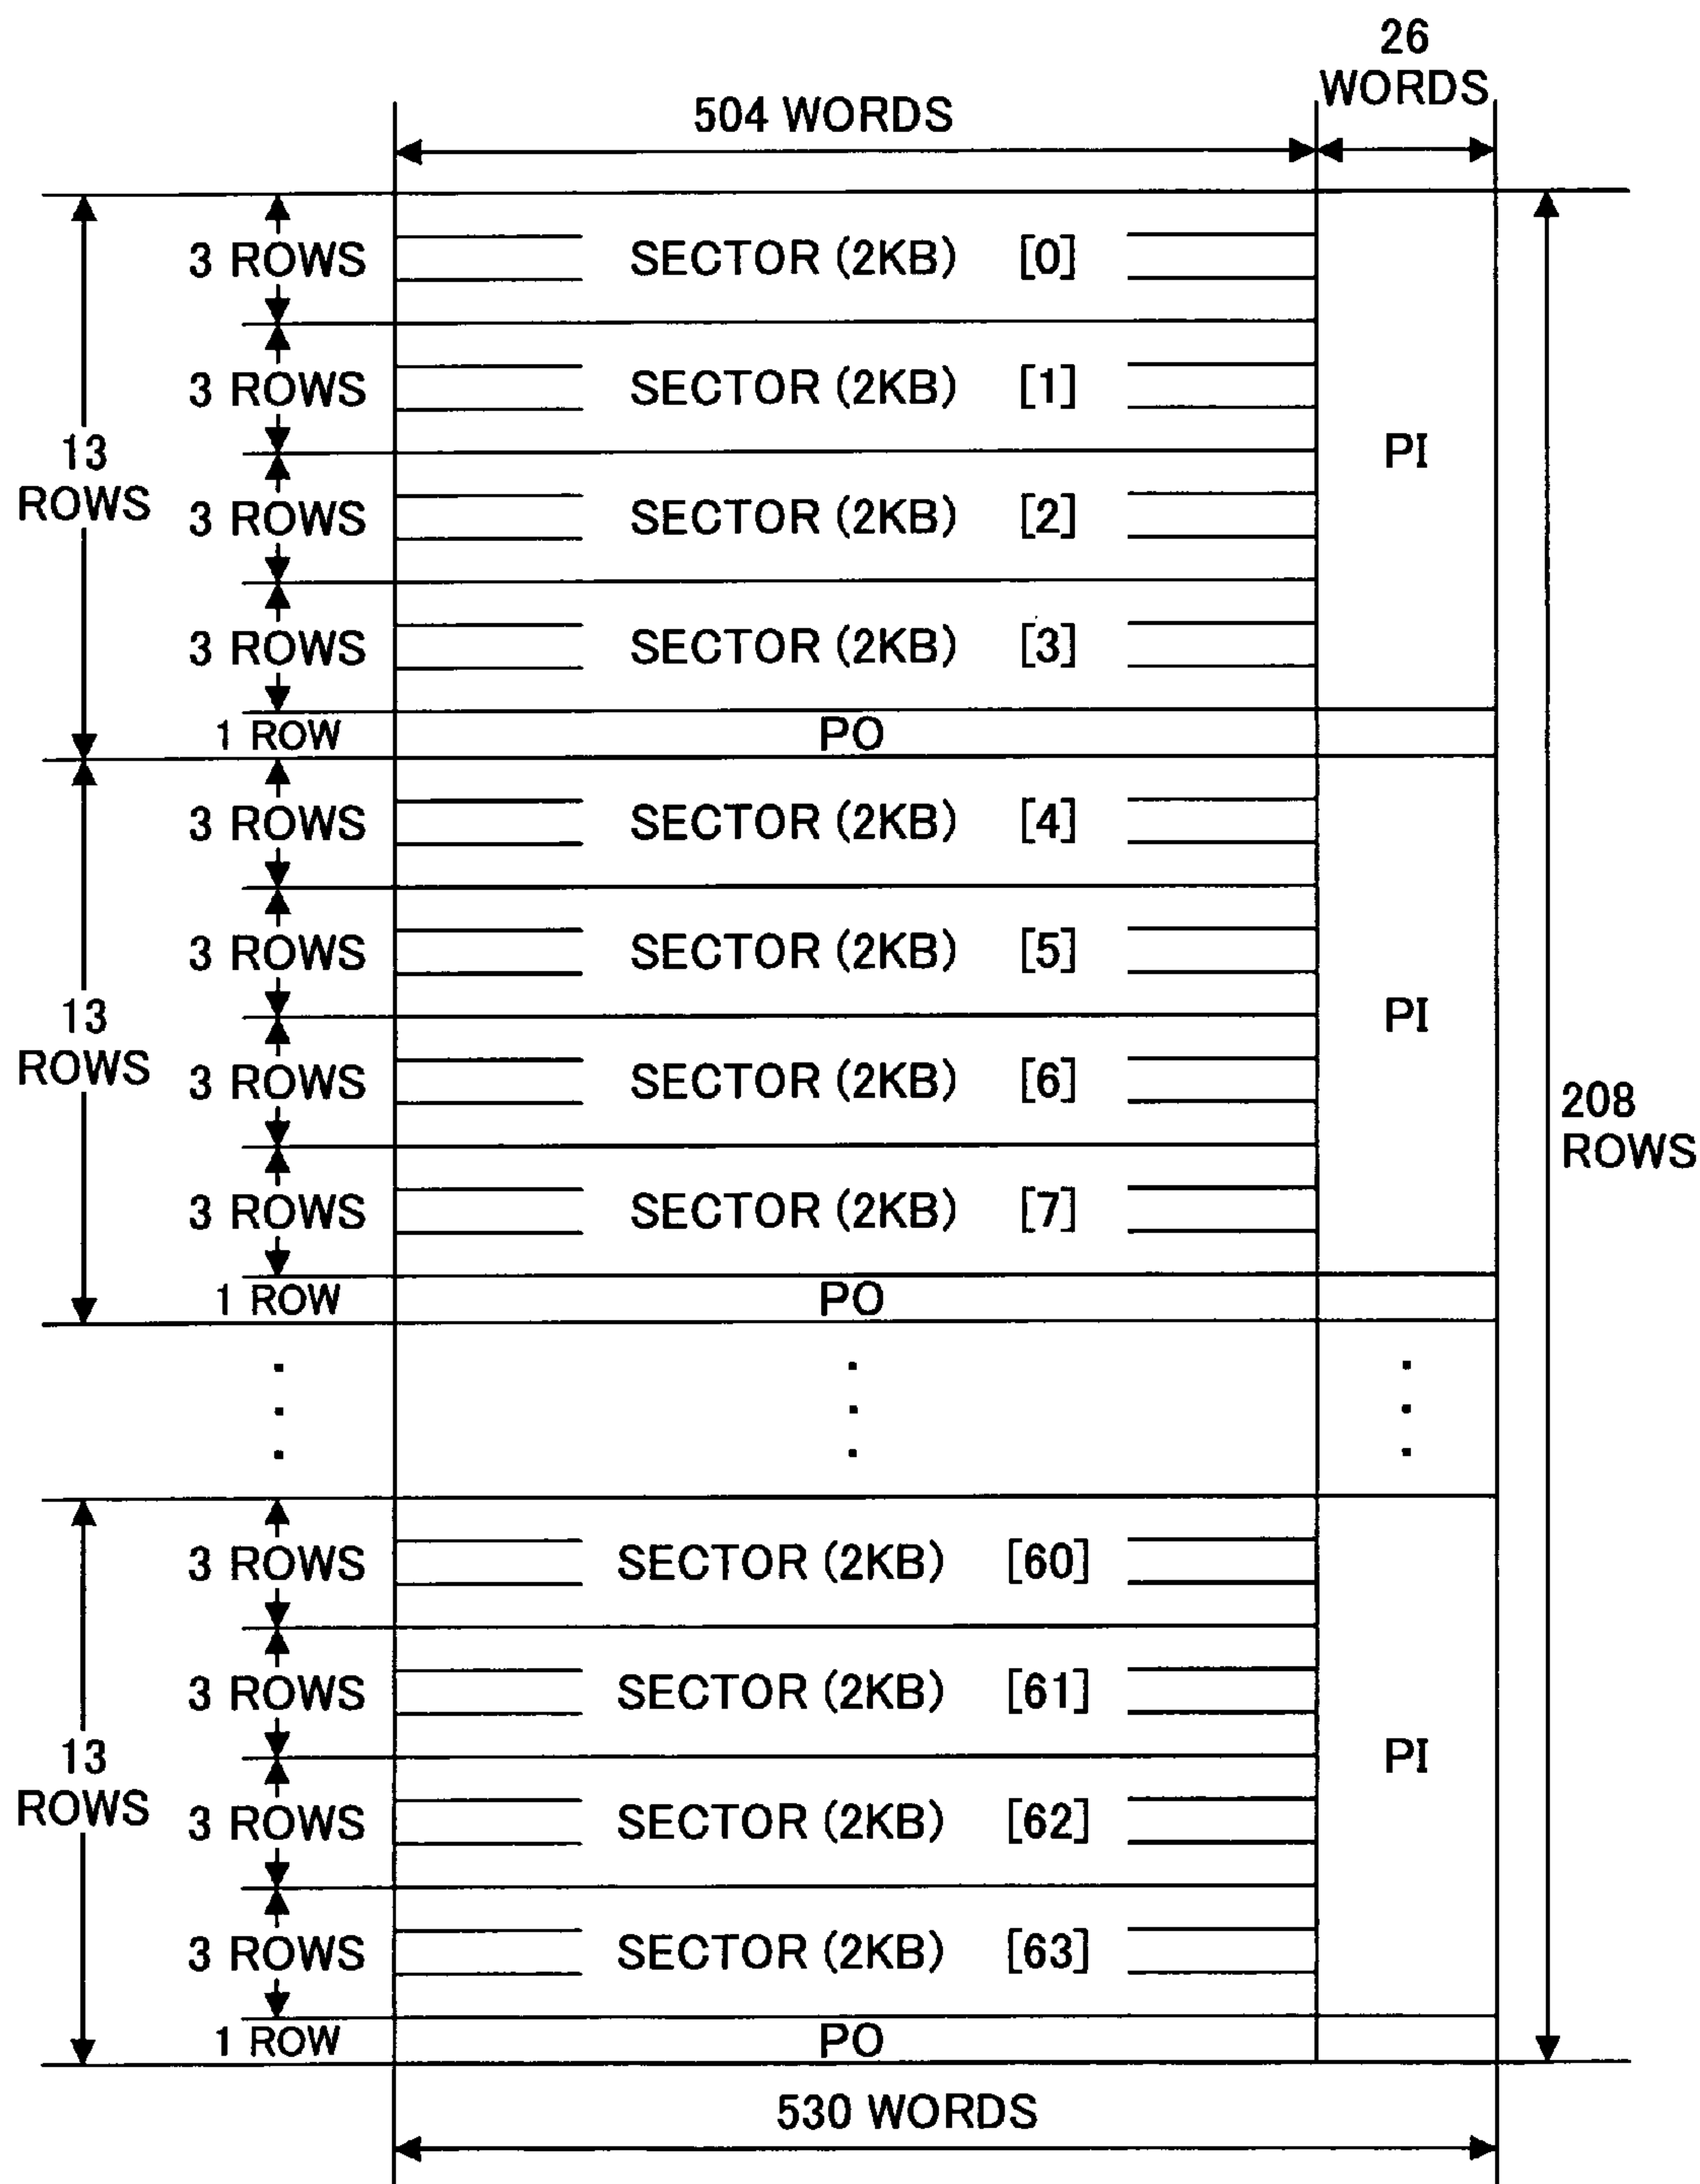 26
WORDS
504 WORDS
3 ROWS SECTOR (2KB) [0]
3 ROWS SECTOR (2KB) [1]
13
ROWS
PI
3 ROWS SECTOR (2KB) [2]
3 ROWS SECTOR (2KB) [3]
1 ROW PO
3 ROWS SECTOR (2KB) [4]
3 ROWS SECTOR (2KB) [5]
13
ROWS
PI
3 ROWS SECTOR (2KB) [6]
208
ROWS
3 ROWS SECTOR (2KB) [7]
1 ROW PO
3 ROWS SECTOR (2KB) [60]
3 ROWS SECTOR (2KB) [61]
13
ROWS
PI
3 ROWS SECTOR (2KB) [62]
3 ROWS SECTOR (2KB) [63]
1 ROW PO
530 WORDS